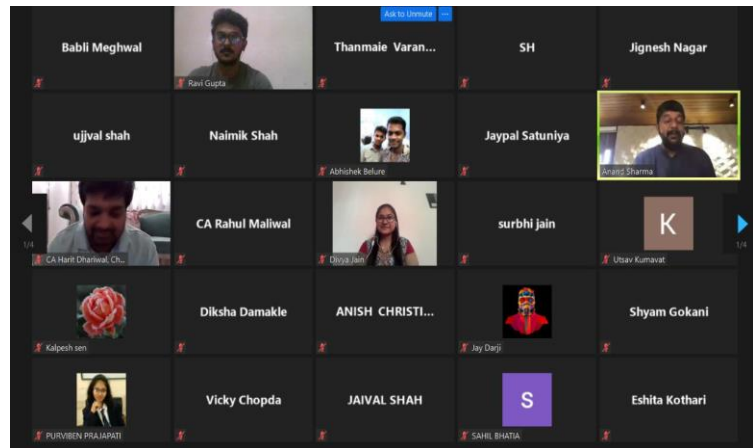 Ask to Unmute ...
Babli Meghwal
Ravi Gupta
Thanmaie Varan...
SH
Jignesh Nagar
ujjval shah
Naimik Shah
Abhishek Belure
Jaypal Satuniya
Anand Sharma
CA Harit Dhariwal, Ch...
CA Rahul Maliwal
Divya Jain
surbhi jain
K
Utsav Kumavat
1/4
1/4
Kalpesh sen
Diksha Damakle
ANISH CHRISTI...
Jay Darji
Shyam Gokani
PURVIBEN PRAJAPATI
Vicky Chopda
JAIVAL SHAH
S
SAHIL BHATIA
Eshita Kothari